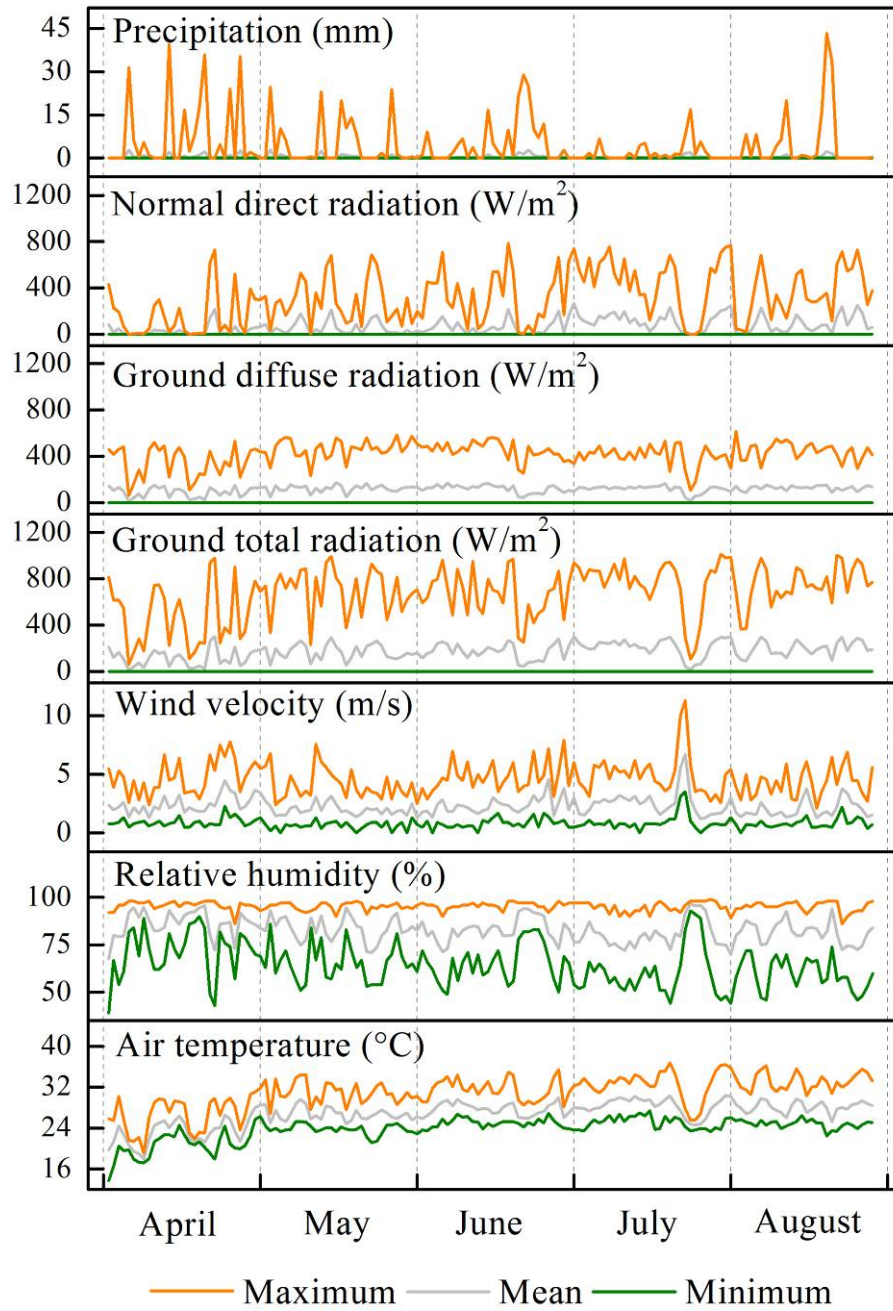 Precipitation (mm)
45
30
15
0
Normal direct radiation (W/m²)
1200
800
400
0
Ground diffuse radiation (W/m²)
1200
800
400
0
Ground total radiation (W/m²)
1200
800
400
0
Wind velocity (m/s)
10
5
0
Relative humidity (%)
100
75
50
Air temperature (°C)
40
32
24
16
April May June July August
Maximum Mean Minimum